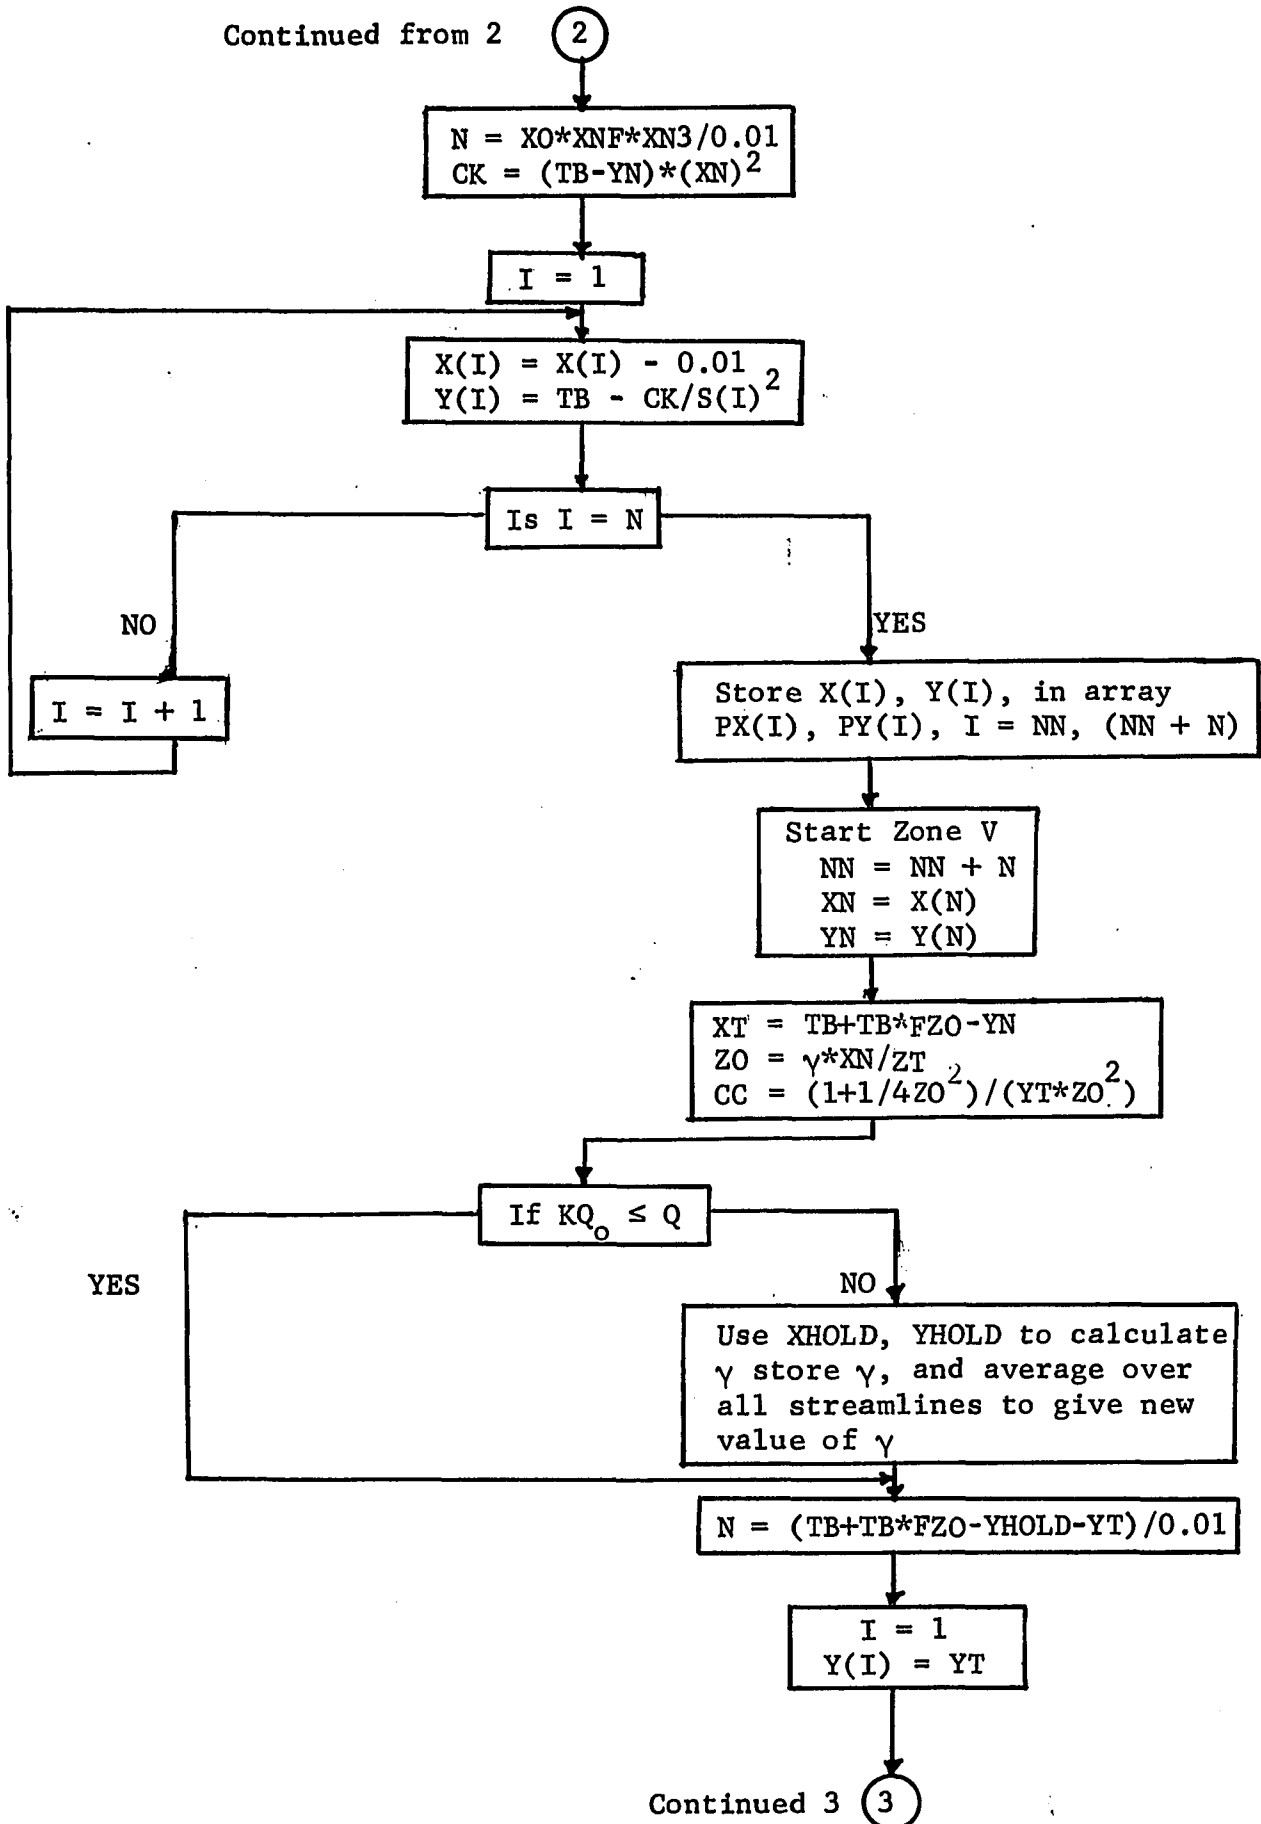 Continued from 2
2
N = XO*XNF*XN3/0.01
CK = (TB-YN)*(XN)²
I = 1
X(I) = X(I) - 0.01
Y(I) = TB - CK/S(I)²
Is I = N
NO
YES
I = I + 1
Store X(I), Y(I), in array
PX(I), PY(I), I = NN, (NN + N)
Start Zone V
NN = NN + N
XN = X(N)
YN = Y(N)
XT = TB+TB*FZO-YN
ZO = γ*XN/ZT
CC = (1+1/4ZO²)/(YT*ZO²)
If KQₒ ≤ Q
YES
NO
Use XHOLD, YHOLD to calculate
γ store γ, and average over
all streamlines to give new
value of γ
N = (TB+TB*FZO-YHOLD-YT)/0.01
I = 1
Y(I) = YT
Continued 3
3